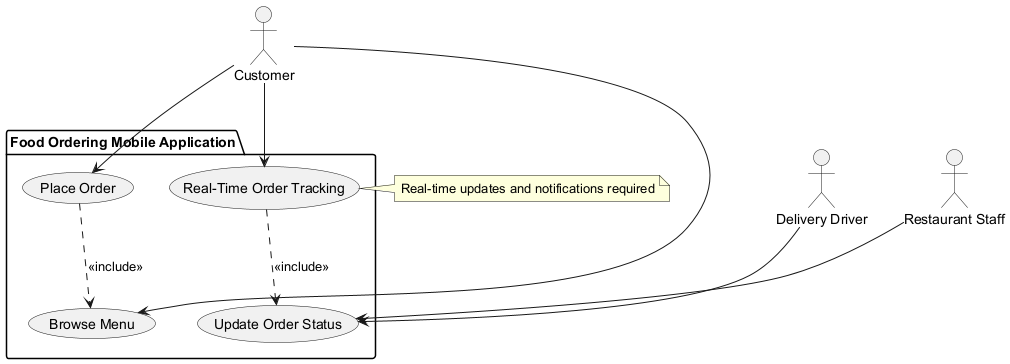 Customer
Food Ordering Mobile Application
Place Order
Real-Time Order Tracking
Real-time updates and notifications required
Delivery Driver
Restaurant Staff
«include»
«include»
Browse Menu
Update Order Status